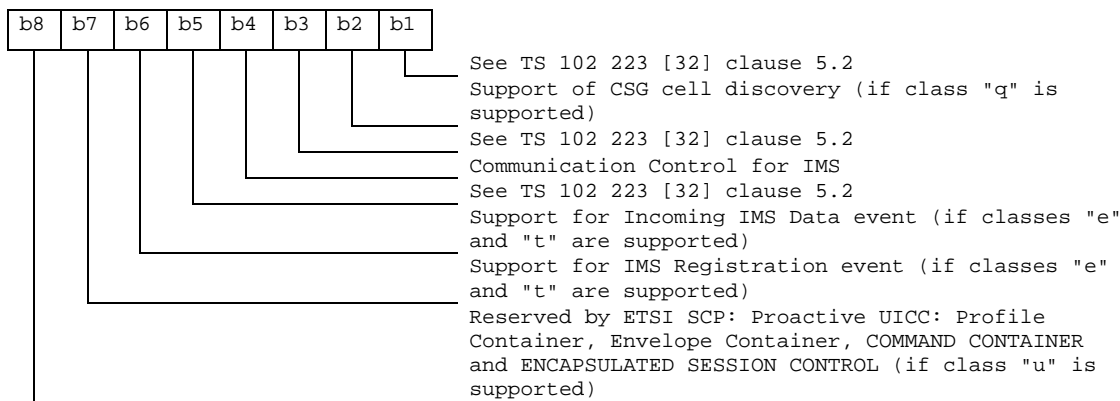 b8 b7 b6 b5 b4 b3 b2 b1
See TS 102 223 [32] clause 5.2
Support of CSG cell discovery (if class "q" is
supported)
See TS 102 223 [32] clause 5.2
Communication Control for IMS
See TS 102 223 [32] clause 5.2
Support for Incoming IMS Data event (if classes "e"
and "t" are supported)
Support for IMS Registration event (if classes "e"
and "t" are supported)
Reserved by ETSI SCP: Proactive UICC: Profile
Container, Envelope Container, COMMAND CONTAINER
and ENCAPSULATED SESSION CONTROL (if class "u" is
supported)